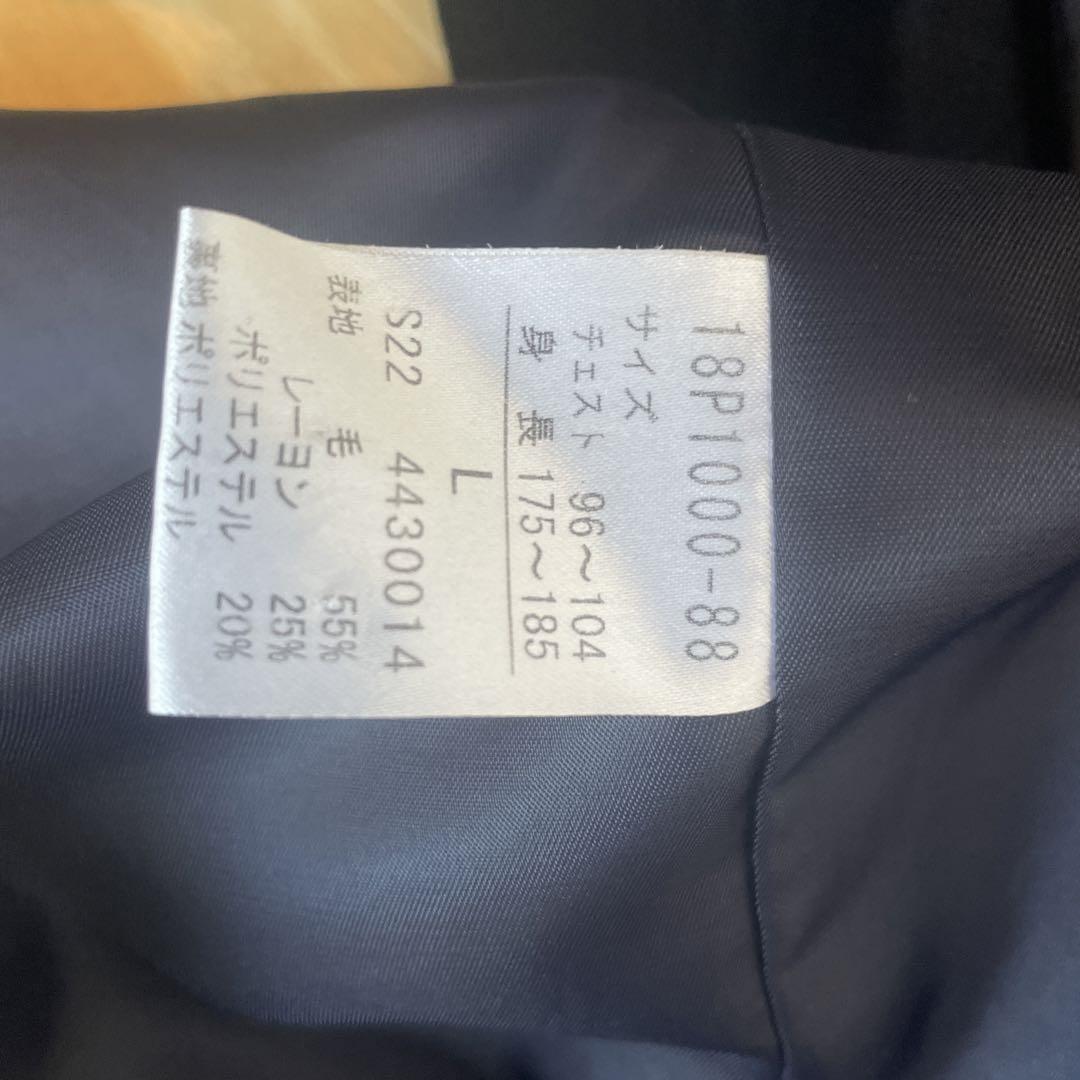 18P1000-88
サイズ
チェスト 96～104
身 長 175～185
L
S22 4430014
表地 毛 55%
レーヨン 25%
ポリエステル 20%
裏地 ポリエステル